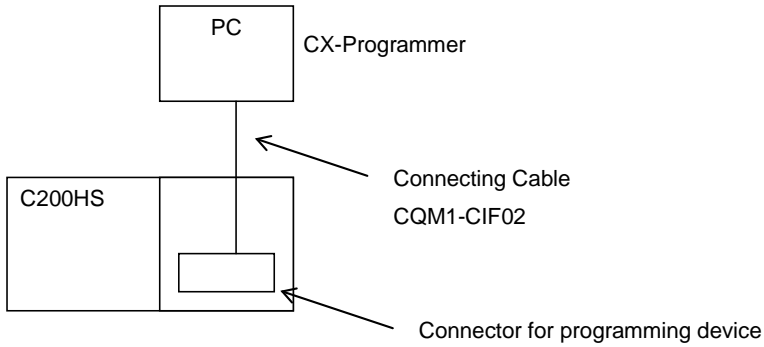 PC
CX-Programmer
Connecting Cable
CQM1-CIF02
C200HS
Connector for programming device